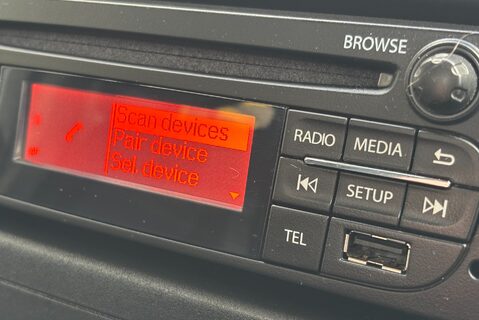 BROWSE
Scan devices
Pair device
Sel. device
RADIO
MEDIA
SETUP
TEL